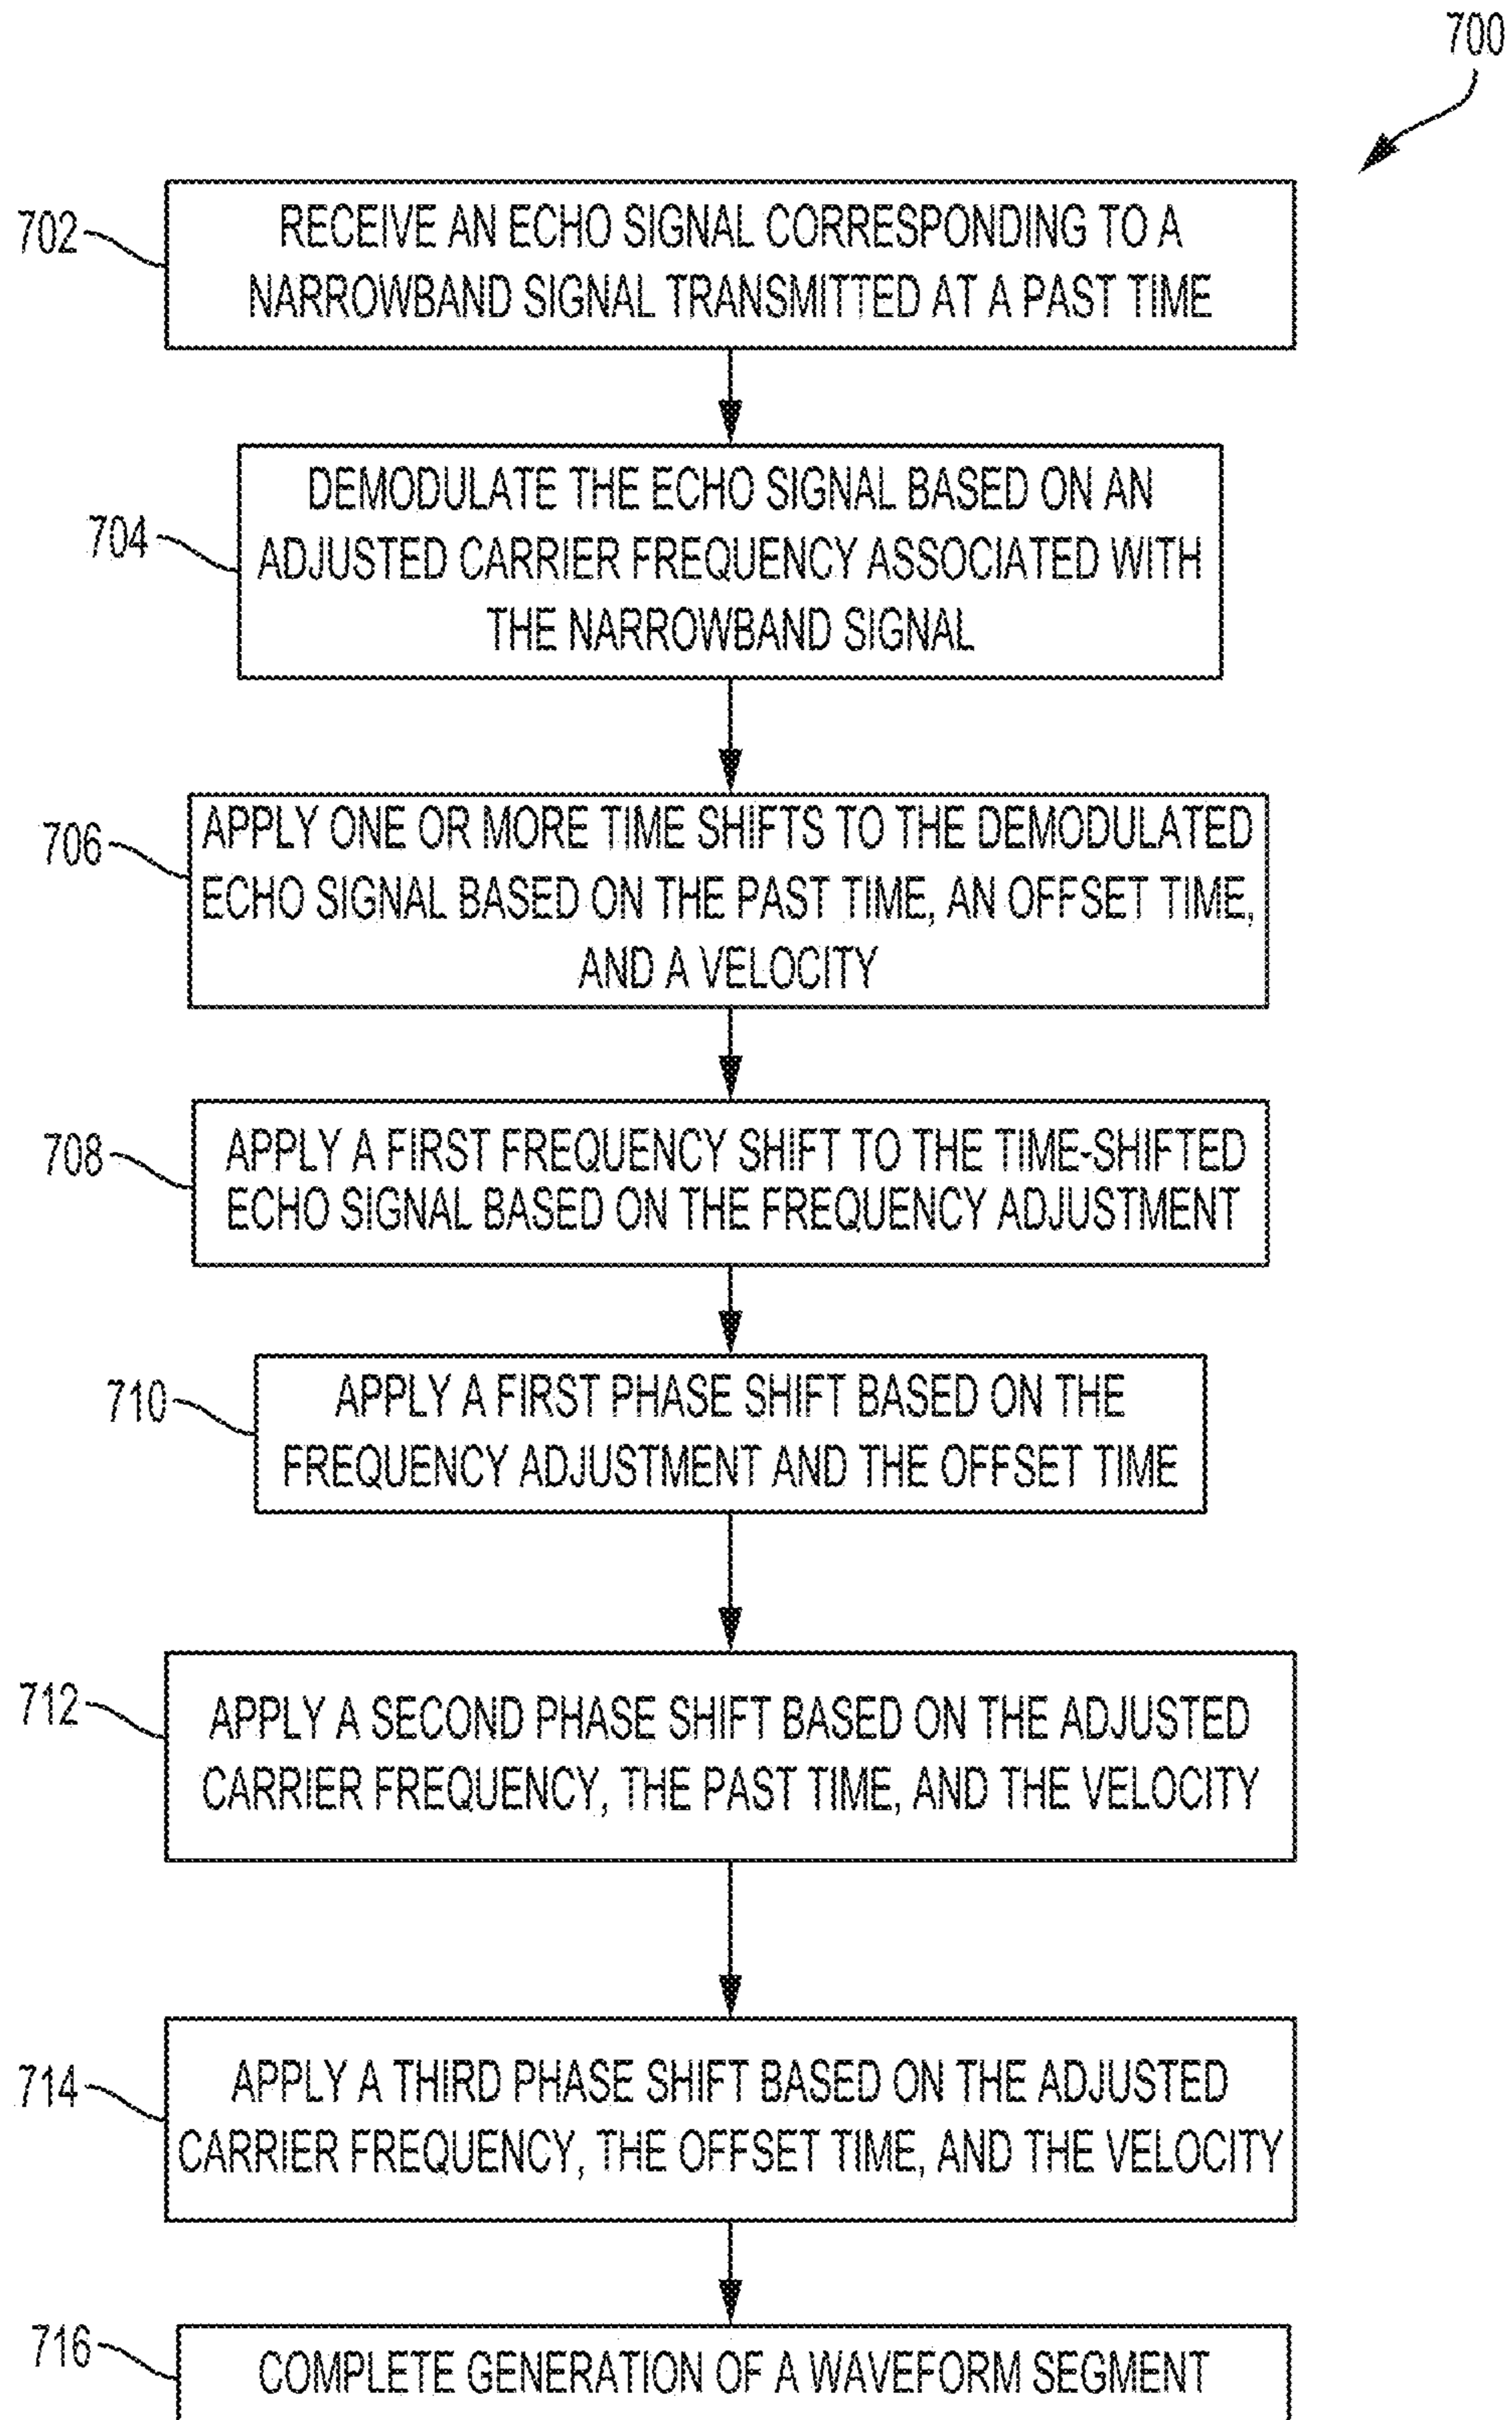 700
702
RECEIVE AN ECHO SIGNAL CORRESPONDING TO A
NARROWBAND SIGNAL TRANSMITTED AT A PAST TIME
704
DEMODULATE THE ECHO SIGNAL BASED ON AN
ADJUSTED CARRIER FREQUENCY ASSOCIATED WITH
THE NARROWBAND SIGNAL
706
APPLY ONE OR MORE TIME SHIFTS TO THE DEMODULATED
ECHO SIGNAL BASED ON THE PAST TIME, AN OFFSET TIME,
AND A VELOCITY
708
APPLY A FIRST FREQUENCY SHIFT TO THE TIME-SHIFTED
ECHO SIGNAL BASED ON THE FREQUENCY ADJUSTMENT
710
APPLY A FIRST PHASE SHIFT BASED ON THE
FREQUENCY ADJUSTMENT AND THE OFFSET TIME
712
APPLY A SECOND PHASE SHIFT BASED ON THE ADJUSTED
CARRIER FREQUENCY, THE PAST TIME, AND THE VELOCITY
714
APPLY A THIRD PHASE SHIFT BASED ON THE ADJUSTED
CARRIER FREQUENCY, THE OFFSET TIME, AND THE VELOCITY
716
COMPLETE GENERATION OF A WAVEFORM SEGMENT